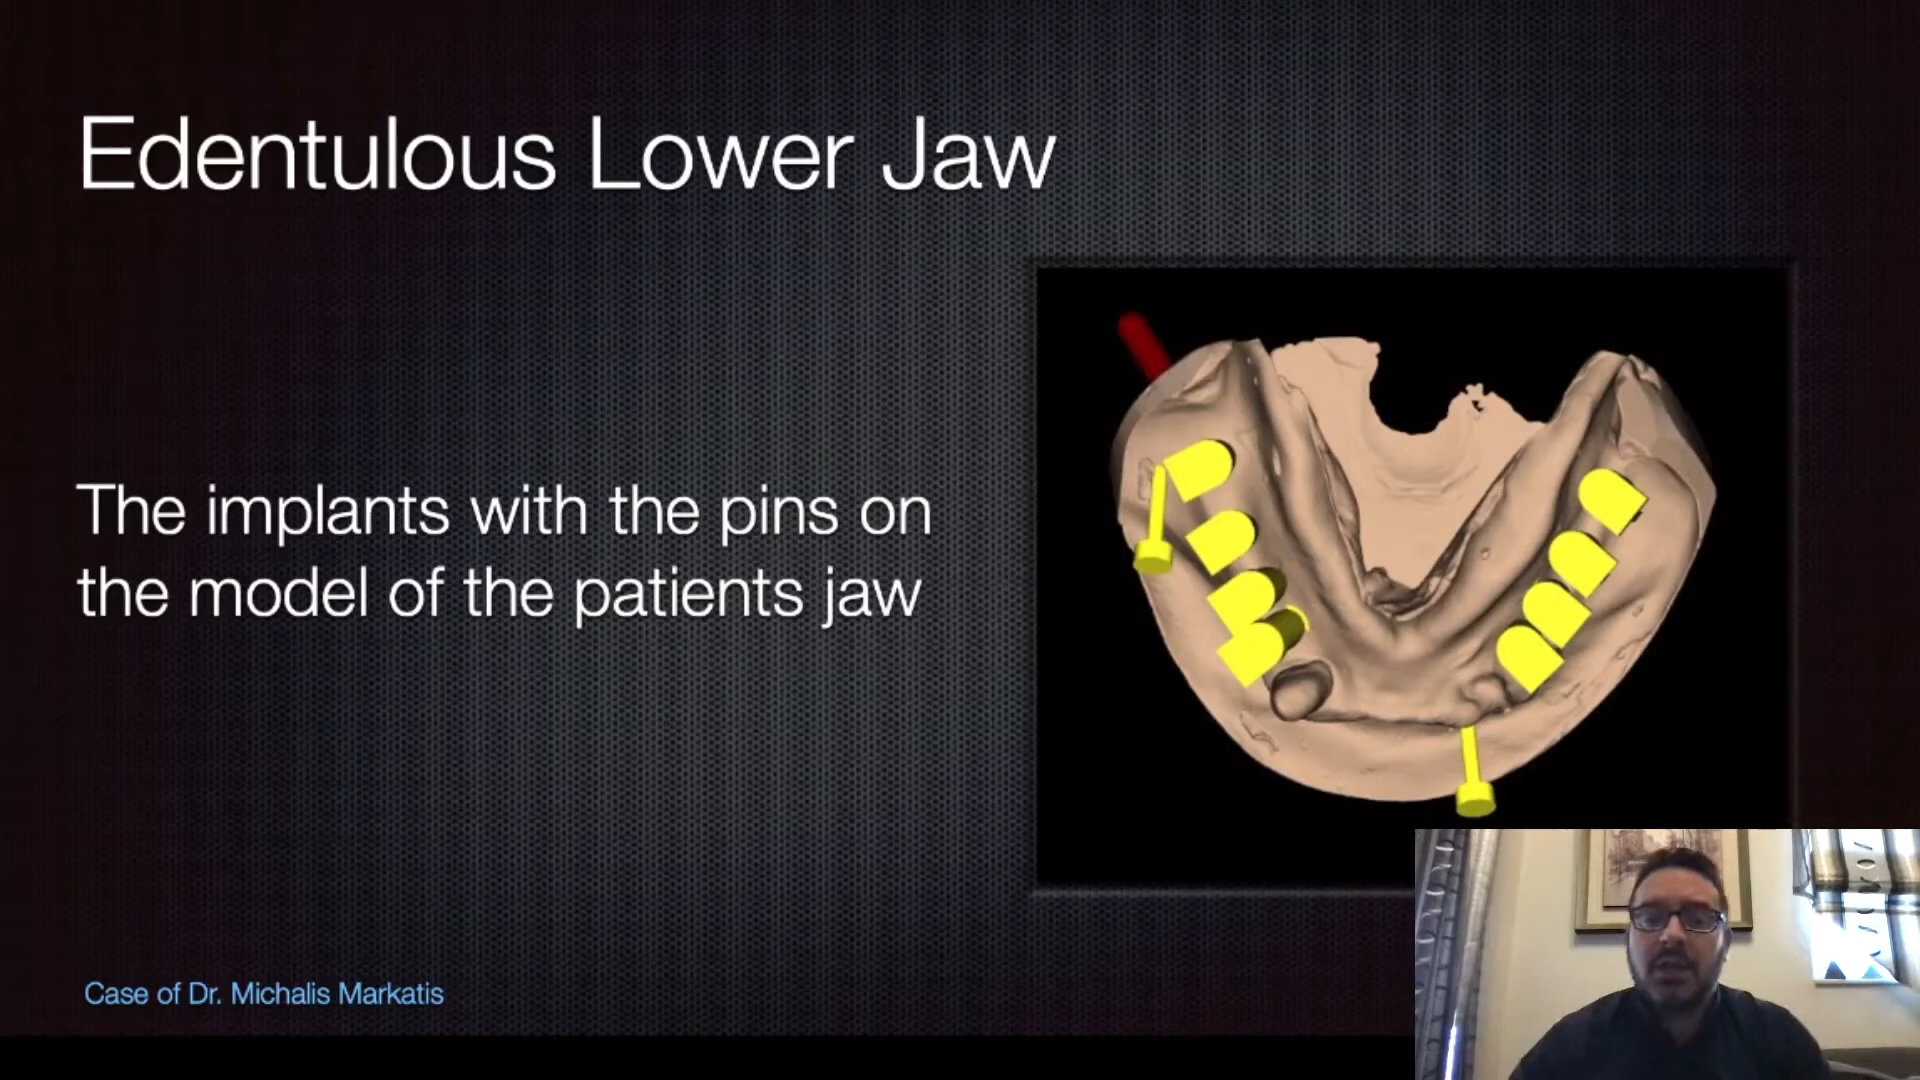 Edentulous Lower Jaw
The implants with the pins on
the model of the patients jaw
Case of Dr. Michalis Markatis